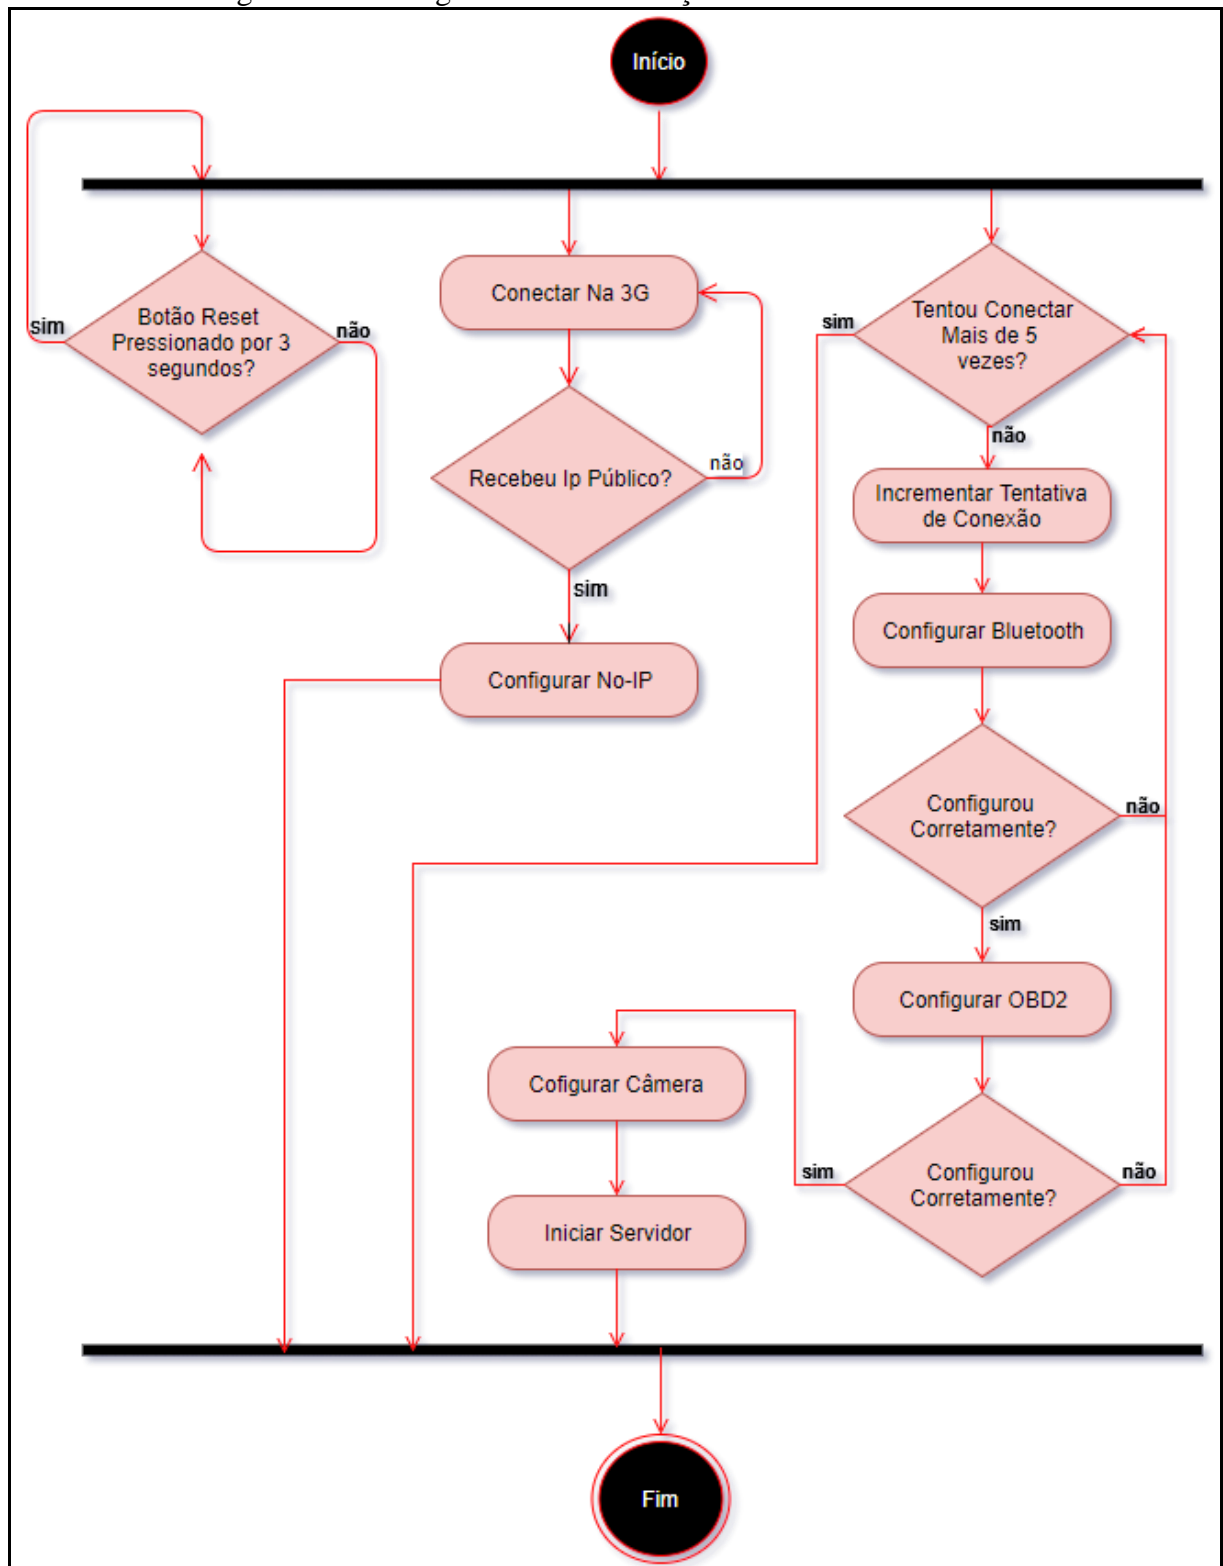 Início
Botão Reset
Pressionado por 3
segundos?
sim
não
Conectar Na 3G
Recebeu Ip Público?
não
sim
Configurar No-IP
Tentou Conectar
Mais de 5
vezes?
sim
não
Incrementar Tentativa
de Conexão
Configurar Bluetooth
Configurou
Corretamente?
não
sim
Configurar OBD2
Configurou
Corretamente?
sim
não
Cofigurar Câmera
Iniciar Servidor
Fim